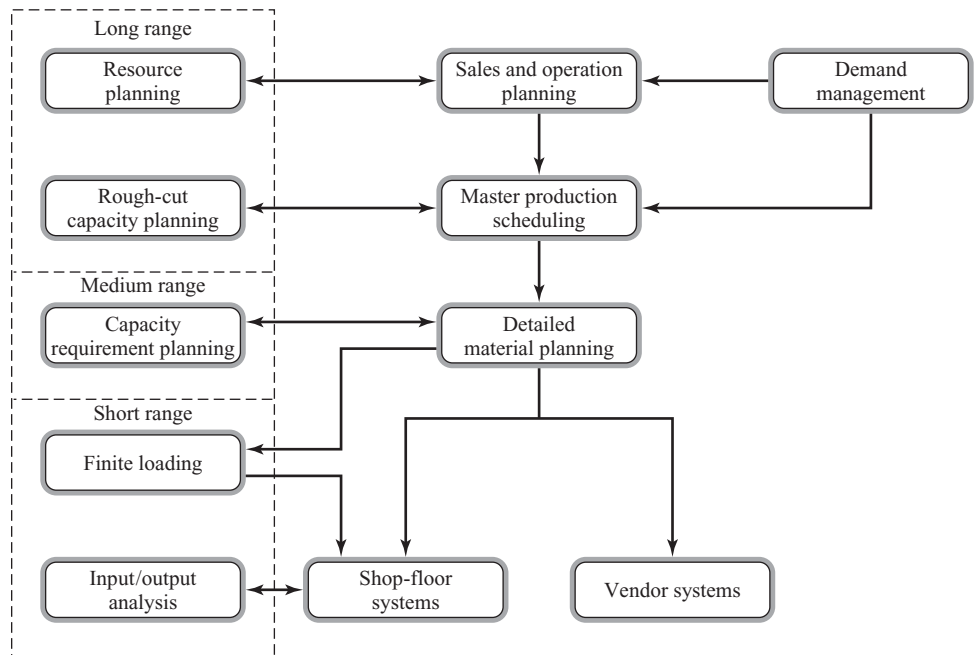 Long range
Resource
planning
Sales and operation
planning
Demand
management
Rough-cut
capacity planning
Master production
scheduling
Medium range
Capacity
requirement planning
Detailed
material planning
Short range
Finite loading
Input/output
analysis
Shop-floor
systems
Vendor systems